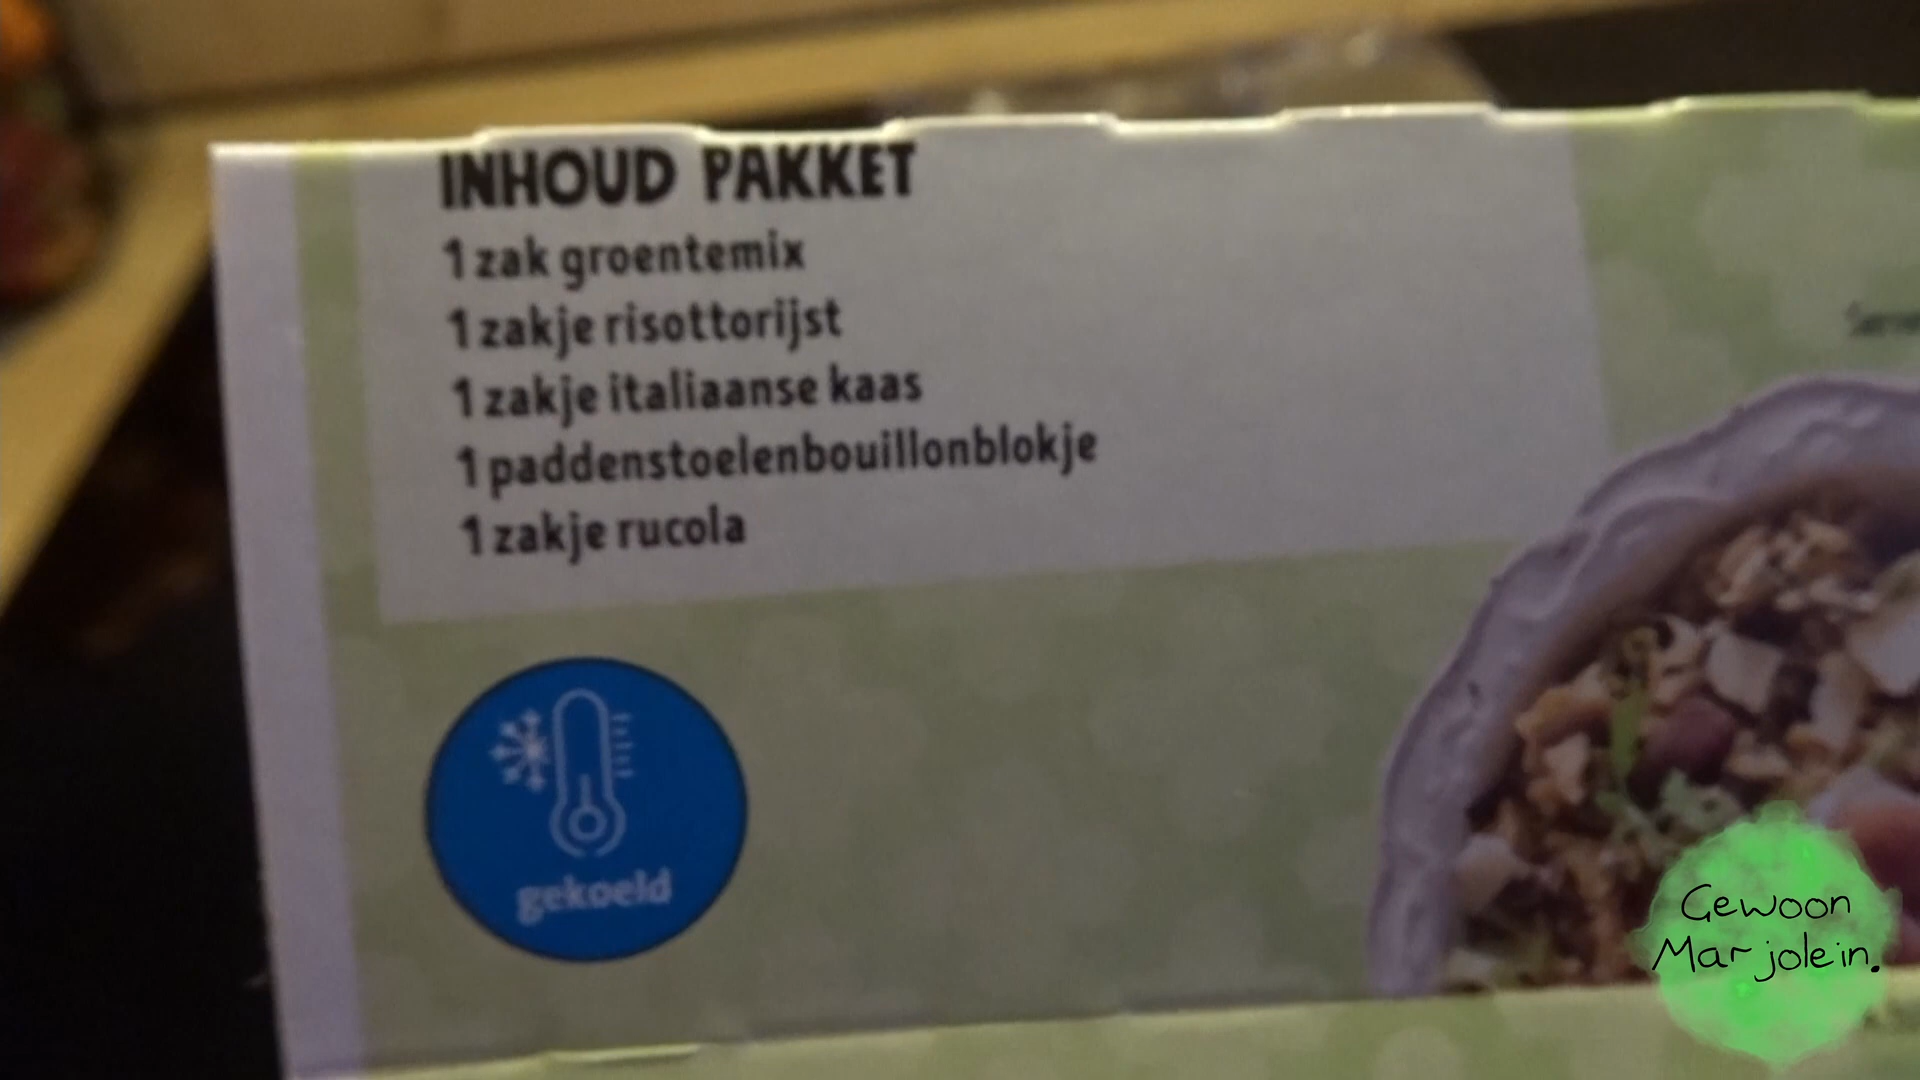 INHOUD PAKKET
1 zak groentemix
1 zakje risottorijst
1 zakje italiaanse kaas
1 paddenstoelenbouillonblokje
1 zakje rucola
gekoeld
Gewoon
Marjolein.